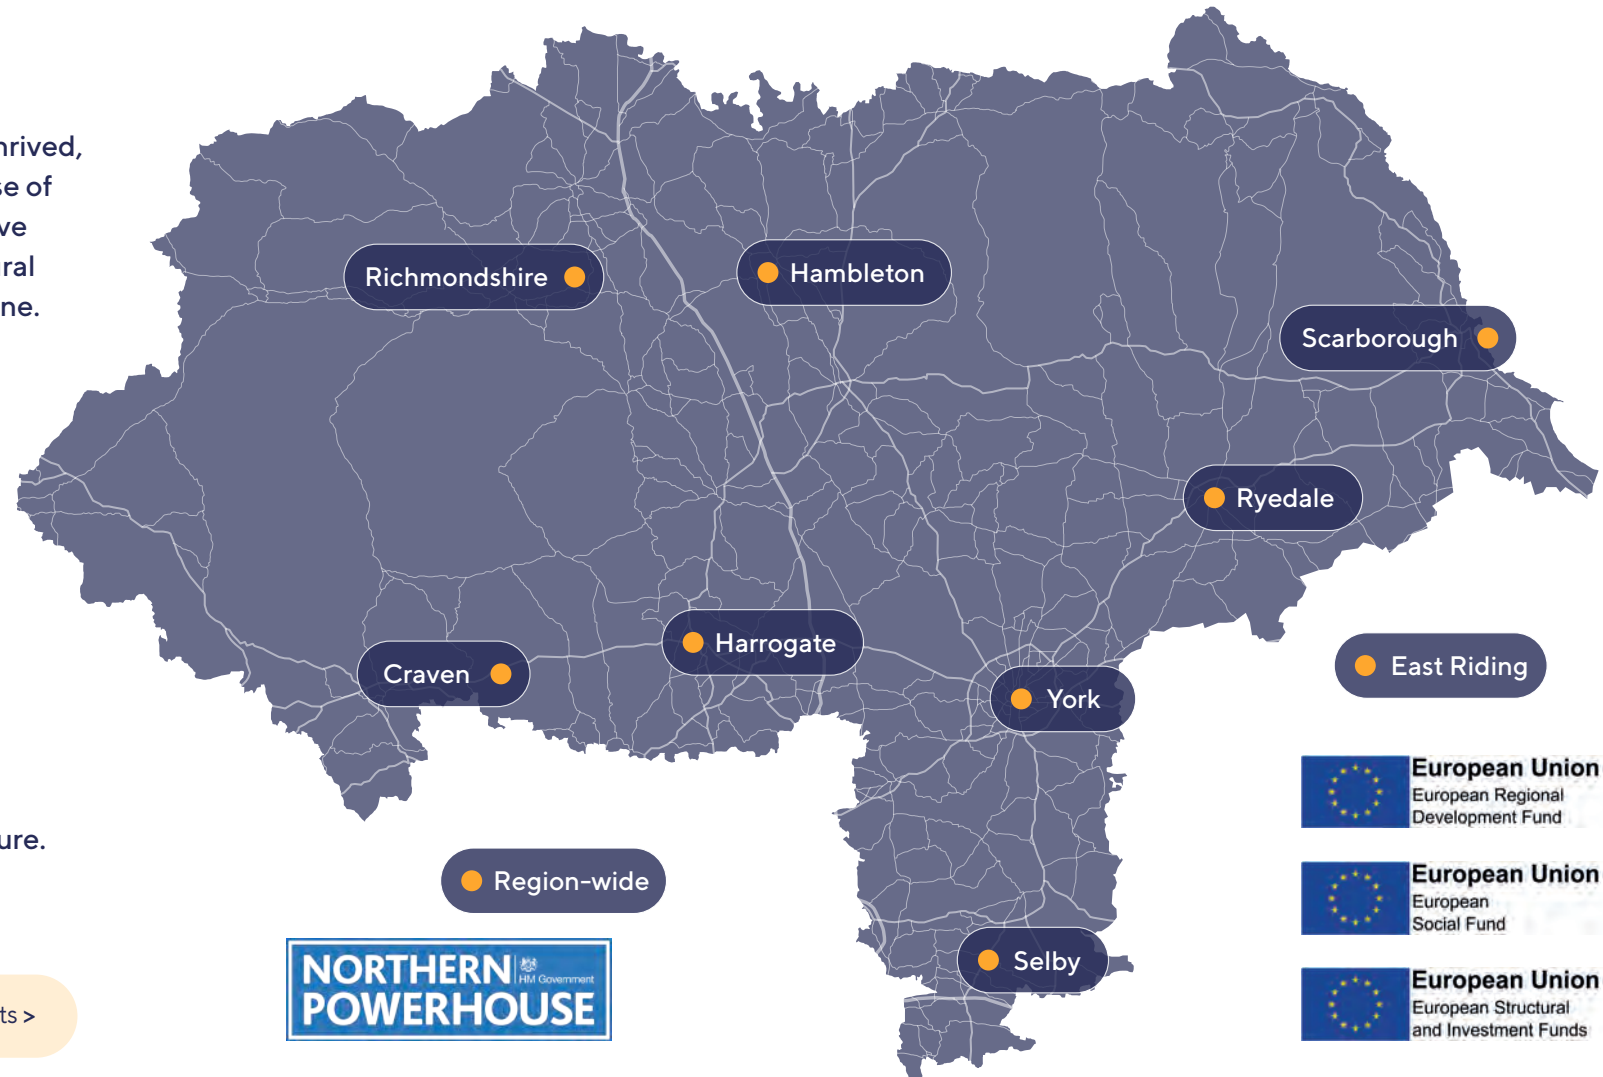 hrived,
se of
ve
ral
ne.
ure.
ts >
Richmondshire
Hambleton
Scarborough
Ryedale
Harrogate
Craven
York
East Riding
Region-wide
Selby
NORTHERN
HM Government
POWERHOUSE
European Union
European Regional
Development Fund
European Union
European
Social Fund
European Union
European Structural
and Investment Funds